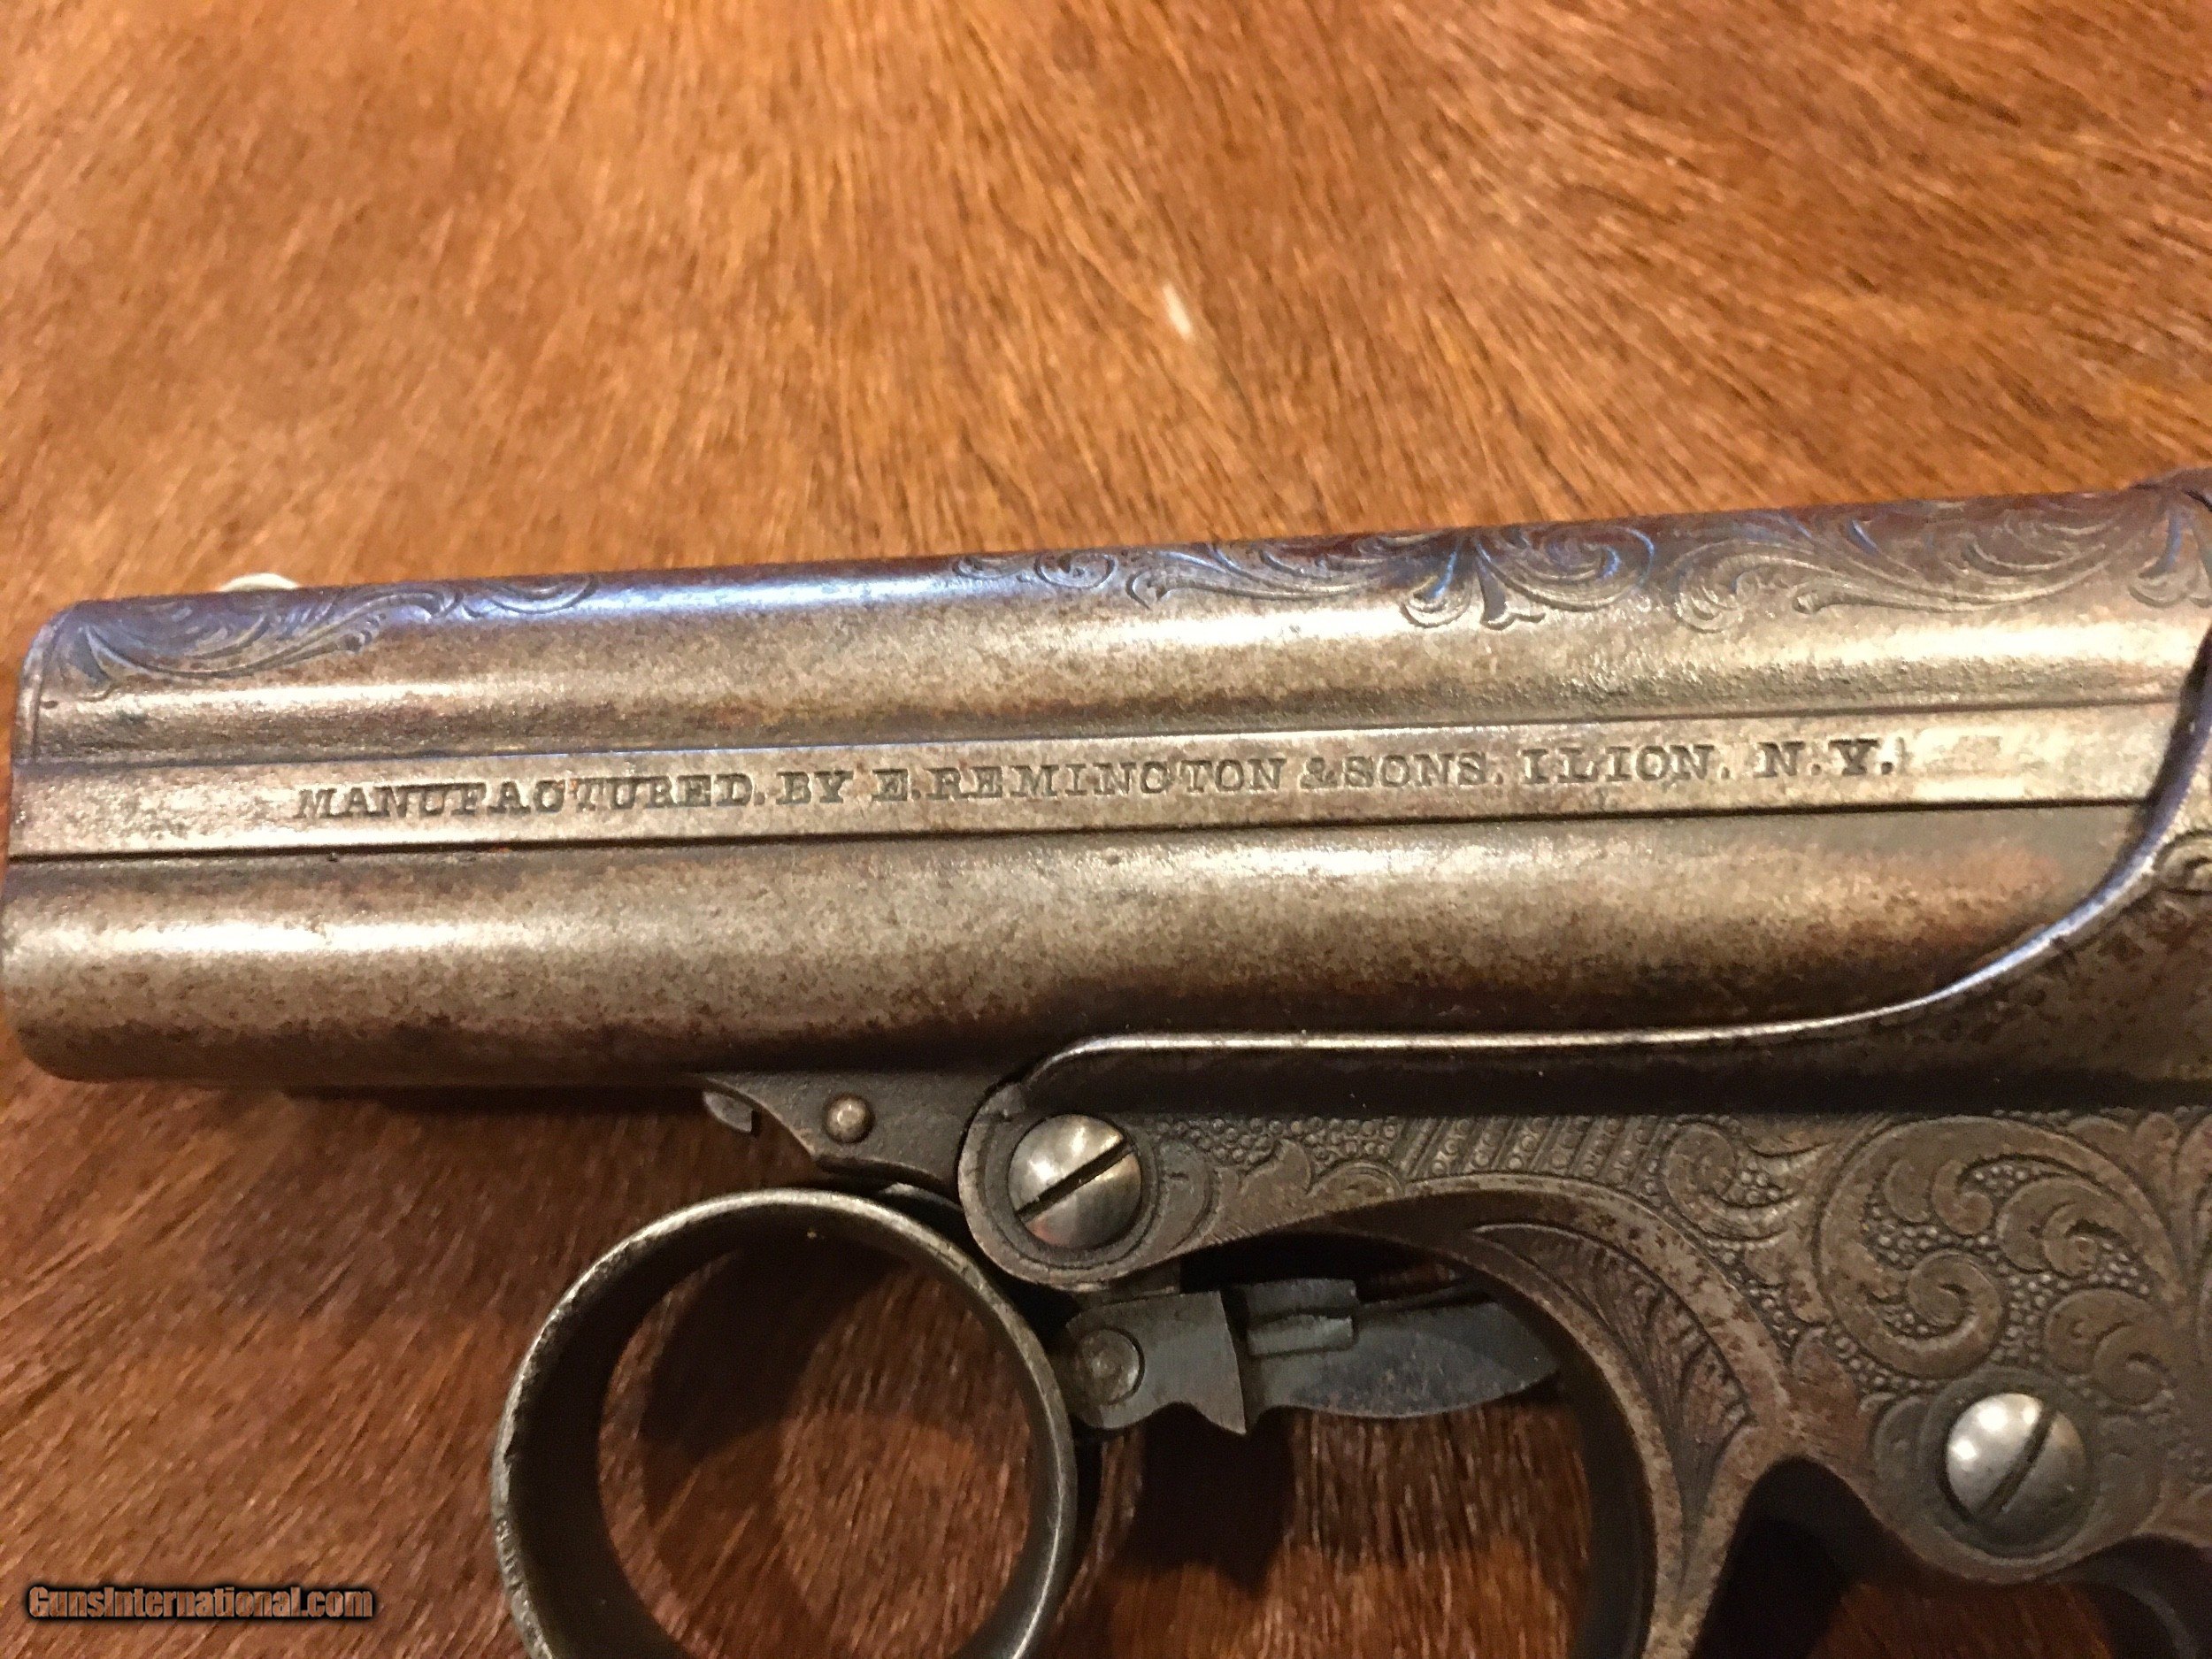 MANUFACTURED. BY E. REMINGTON & SONS. ILION. N.Y.
GunsInternational.com